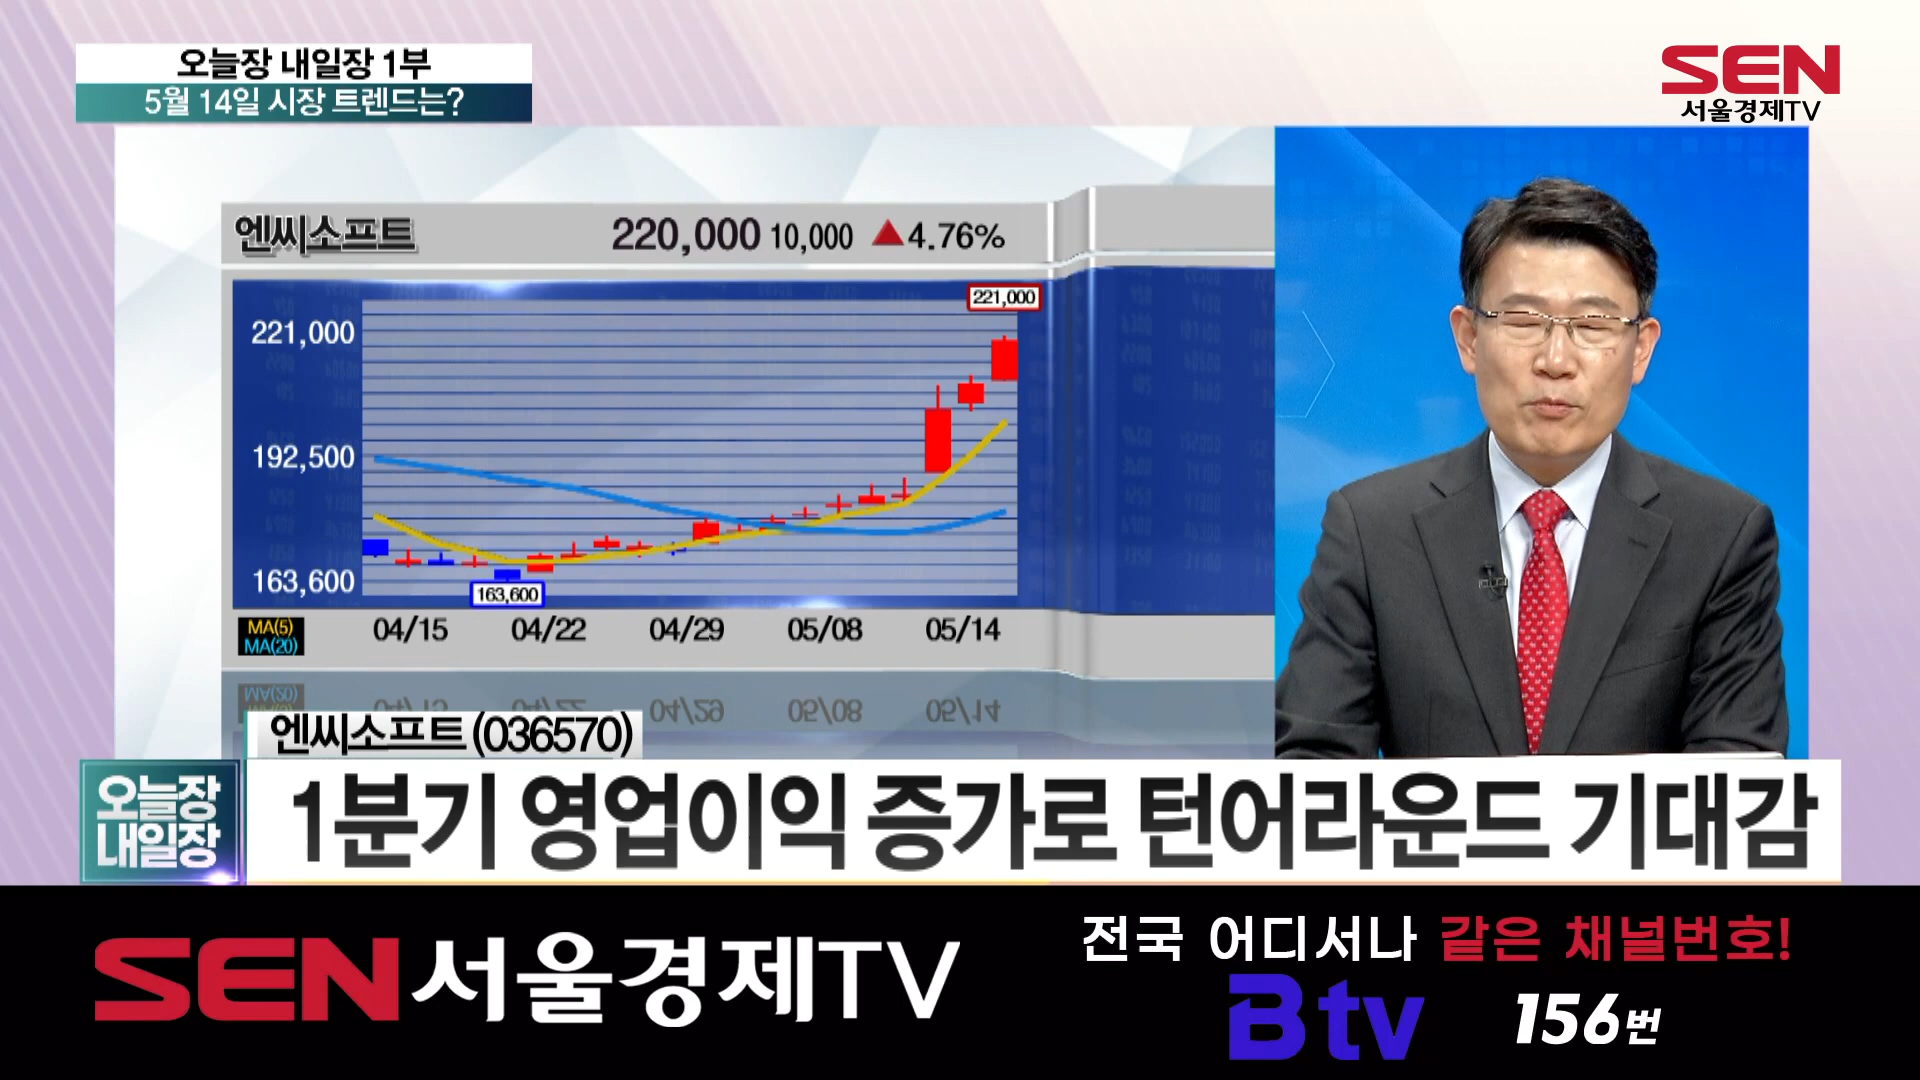 오늘장 내일장 1부
5월 14일 시장 트렌드는?
SEN
서울경제TV
엔씨소프트 220,000 10,000 ▲4.76%
221,000
221,000
192,500
163,600
163,600
MA(5)
MA(20)
04/15 04/22 04/29 05/08 05/14
엔씨소프트(036570)
오늘장
내일장
1분기 영업이익 증가로 턴어라운드 기대감
SEN서울경제TV
전국 어디서나 같은 채널번호!
B tv 156번